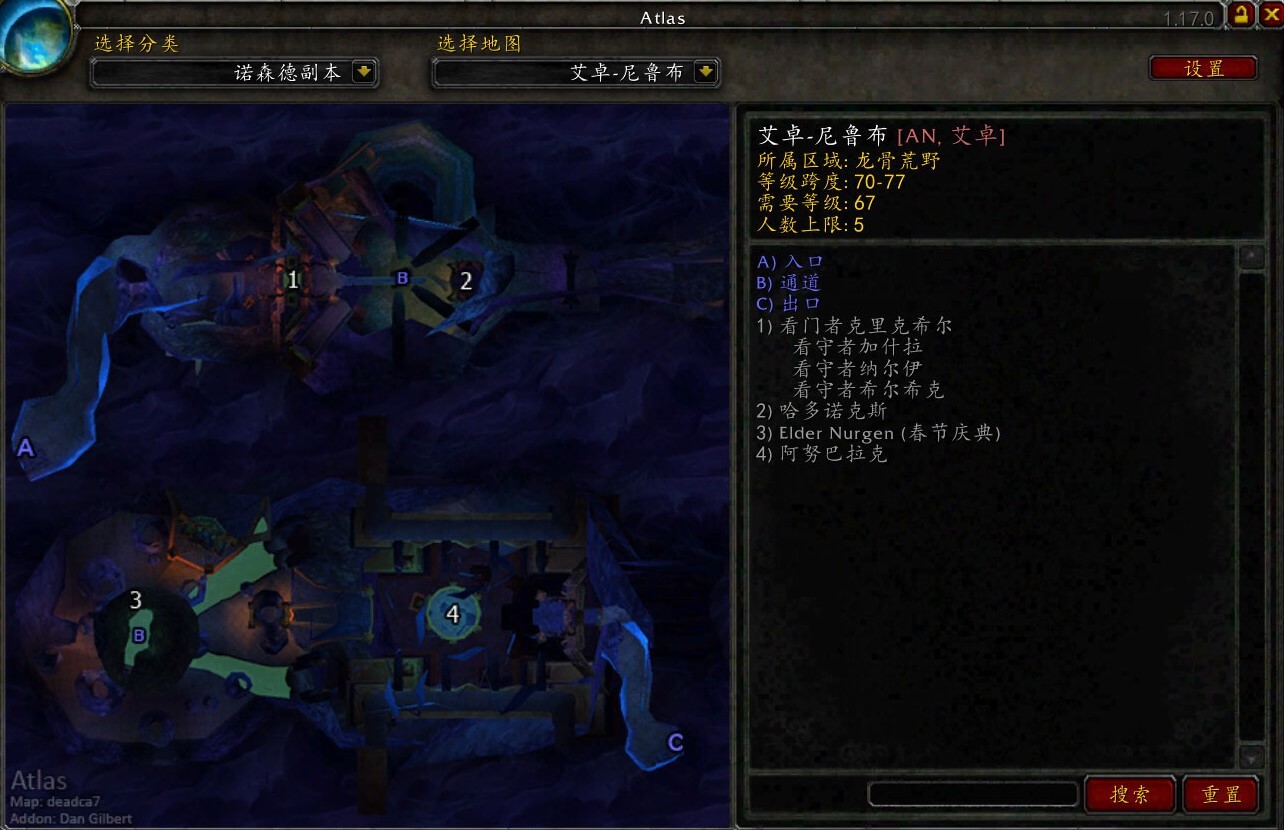 Atlas
1.17.0
选择分类
选择地图
诺森德副本
艾卓-尼鲁布
设置
艾卓-尼鲁布 [AN, 艾卓]
所属区域: 龙骨荒野
等级跨度: 70-77
需要等级: 67
人数上限: 5
A) 入口
B) 通道
C) 出口
1) 看门者克里克希尔
看守者加什拉
看守者纳尔伊
看守者希尔希克
2) 哈多诺克斯
3) Elder Nurgen (春节庆典)
4) 阿努巴拉克
1
B
2
A
3
B
4
C
Atlas
Map: deadca7
Addon: Dan Gilbert
搜索
重置